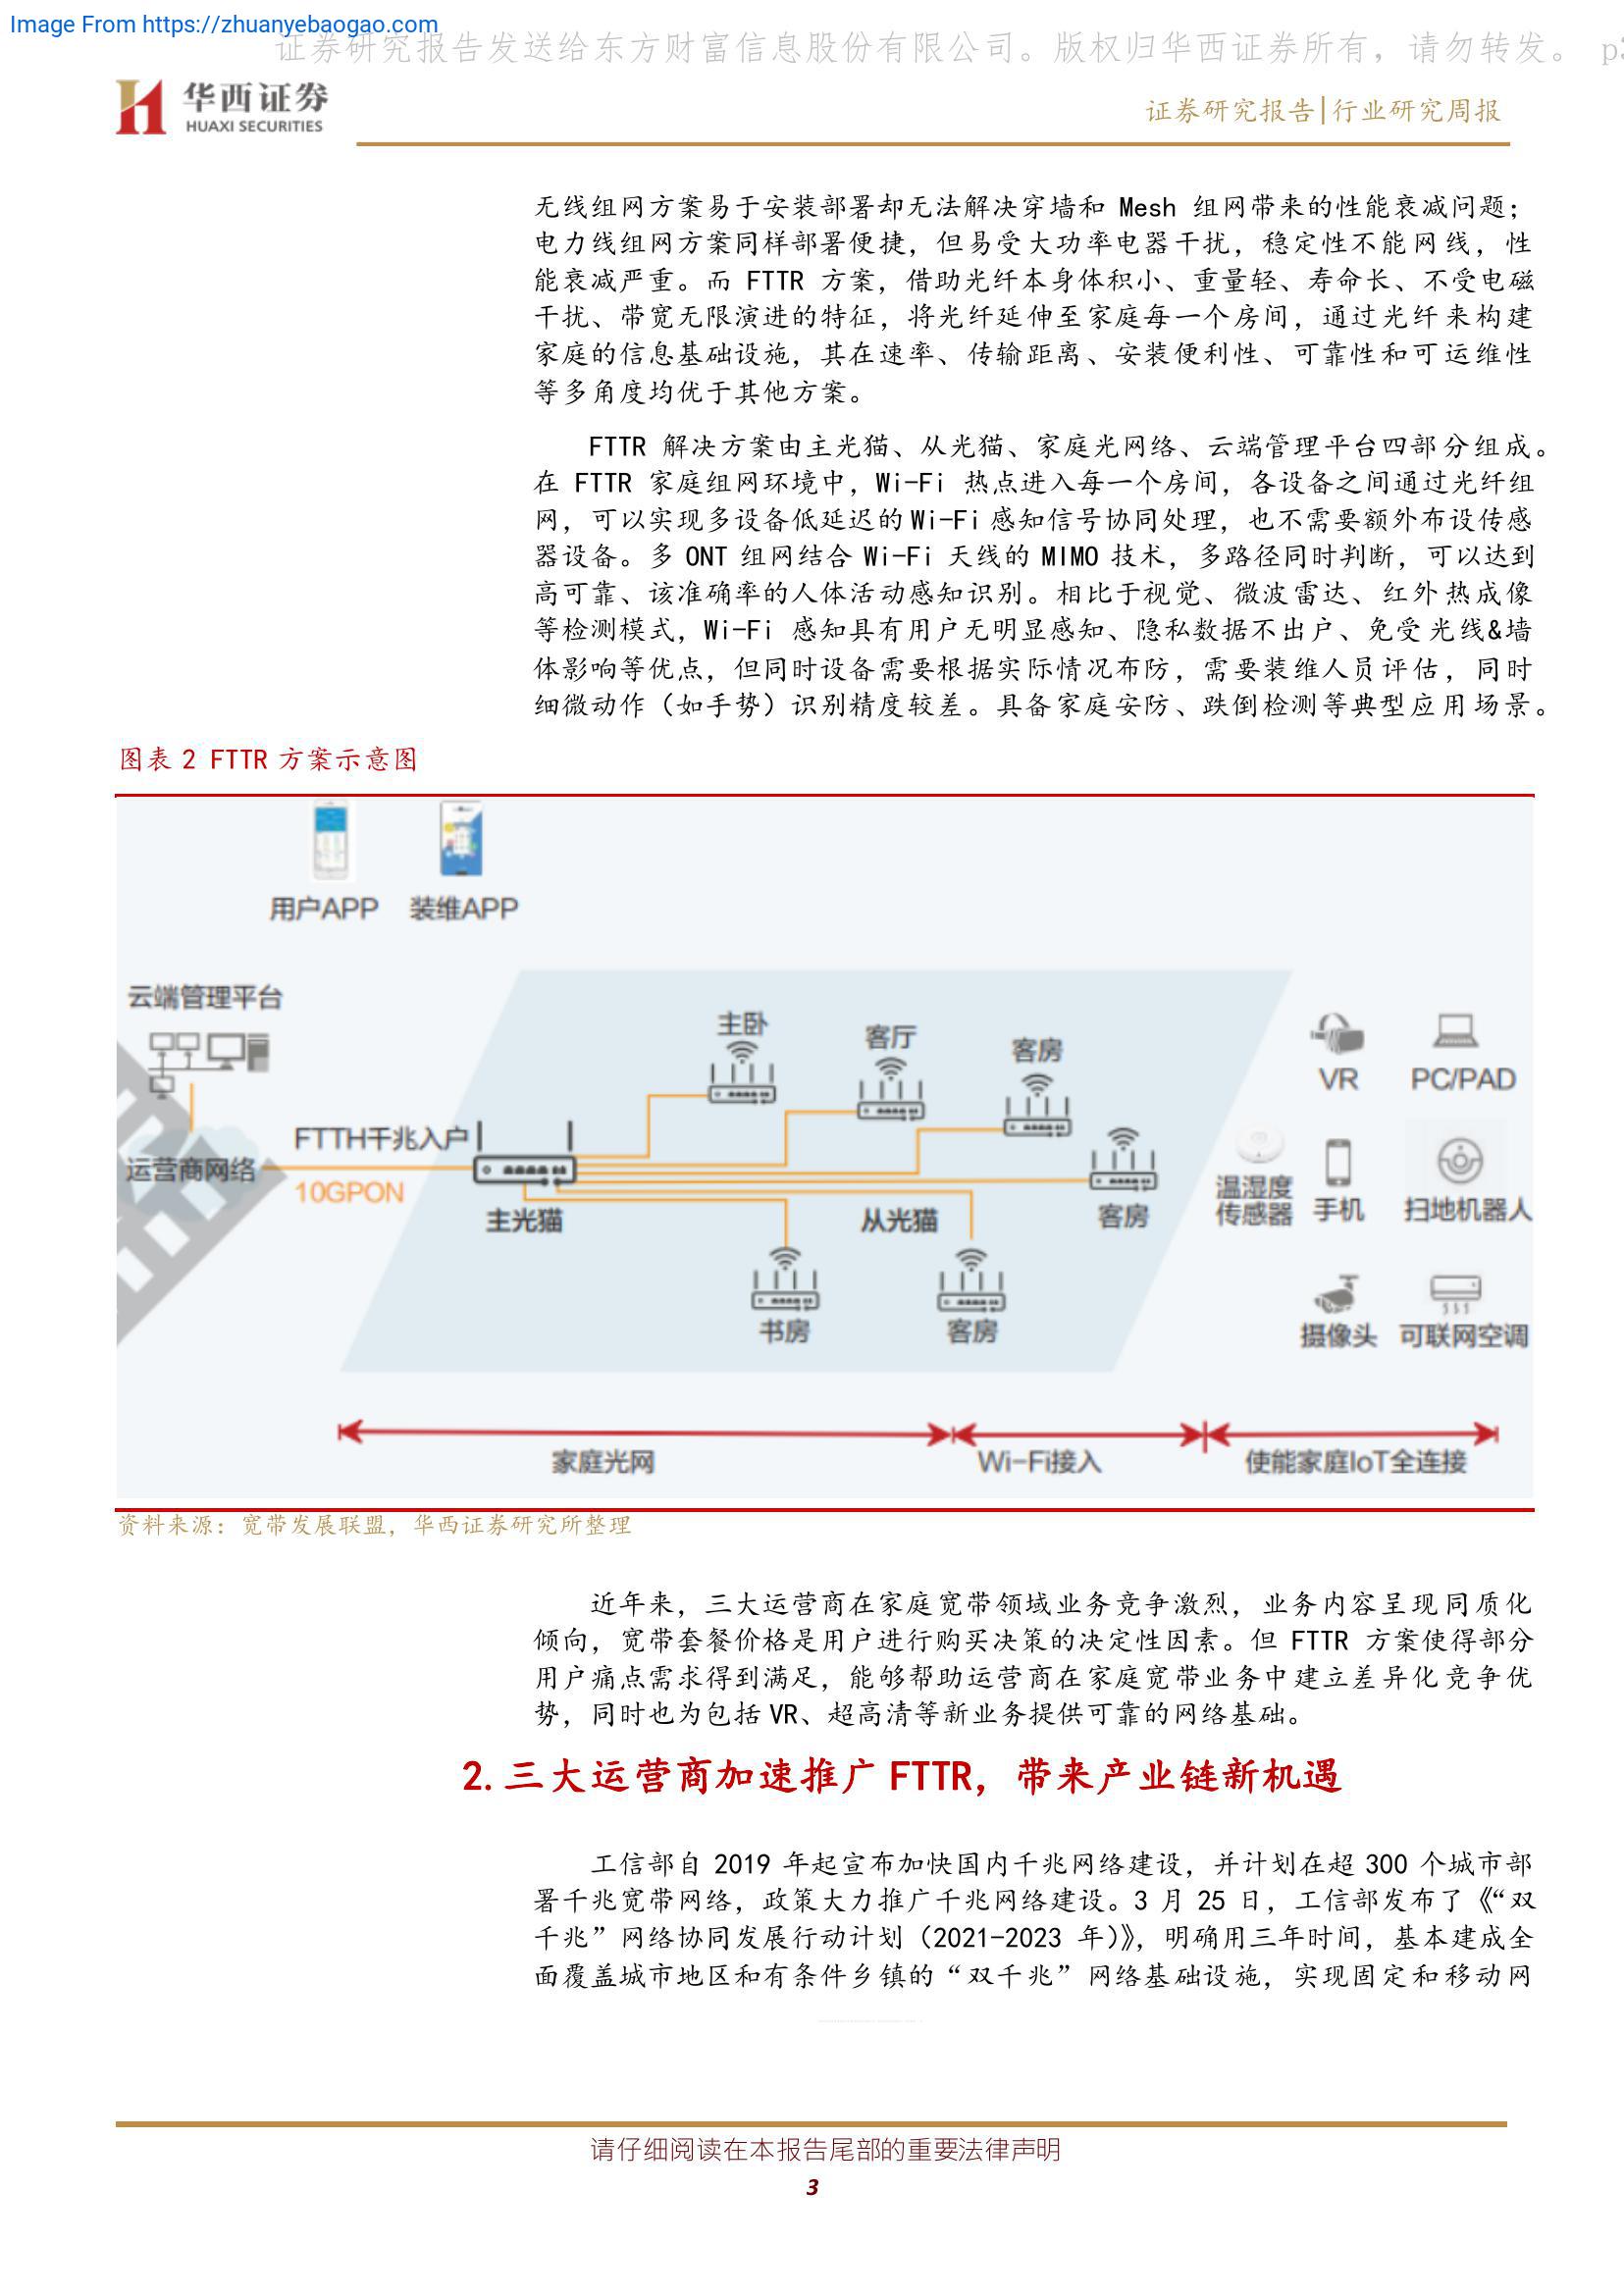 Image From https://zhuanyebaogao.com
证券研究报告发送给东方财富信息股份有限公司。版权归华西证券所有，请勿转发。 p3
华西证券
HUAXI SECURITIES
证券研究报告|行业研究周报
无线组网方案易于安装部署却无法解决穿墙和 Mesh 组网带来的性能衰减问题；
电力线组网方案同样部署便捷，但易受大功率电器干扰，稳定性不能网线，性
能衰减严重。而 FTTR 方案，借助光纤本身体积小、重量轻、寿命长、不受电磁
干扰、带宽无限演进的特征，将光纤延伸至家庭每一个房间，通过光纤来构建
家庭的信息基础设施，其在速率、传输距离、安装便利性、可靠性和可运维性
等多角度均优于其他方案。
FTTR 解决方案由主光猫、从光猫、家庭光网络、云端管理平台四部分组成。
在 FTTR 家庭组网环境中，Wi-Fi 热点进入每一个房间，各设备之间通过光纤组
网，可以实现多设备低延迟的 Wi-Fi 感知信号协同处理，也不需要额外布设传感
器设备。多 ONT 组网结合 Wi-Fi 天线的 MIMO 技术，多路径同时判断，可以达到
高可靠、该准确率的人体活动感知识别。相比于视觉、微波雷达、红外热成像
等检测模式，Wi-Fi 感知具有用户无明显感知、隐私数据不出户、免受光线&墙
体影响等优点，但同时设备需要根据实际情况布防，需要装维人员评估，同时
细微动作（如手势）识别精度较差。具备家庭安防、跌倒检测等典型应用场景。
图表 2 FTTR 方案示意图
用户APP 装维APP
云端管理平台
主卧
客厅
客房
VR PC/PAD
FTTH千兆入户
运营商网络
10GPON
主光猫
从光猫
客房
温湿度
传感器
手机
扫地机器人
书房
客房
摄像头
可联网空调
家庭光网
Wi-Fi接入
使能家庭IoT全连接
资料来源：宽带发展联盟，华西证券研究所整理
近年来，三大运营商在家庭宽带领域业务竞争激烈，业务内容呈现同质化
倾向，宽带套餐价格是用户进行购买决策的决定性因素。但 FTTR 方案使得部分
用户痛点需求得到满足，能够帮助运营商在家庭宽带业务中建立差异化竞争优
势，同时也为包括 VR、超高清等新业务提供可靠的网络基础。
2. 三大运营商加速推广 FTTR，带来产业链新机遇
工信部自 2019 年起宣布加快国内千兆网络建设，并计划在超 300 个城市部
署千兆宽带网络，政策大力推广千兆网络建设。3 月 25 日，工信部发布了《“双
千兆”网络协同发展行动计划（2021-2023 年）》，明确用三年时间，基本建成全
面覆盖城市地区和有条件乡镇的“双千兆”网络基础设施，实现固定和移动网
请仔细阅读在本报告尾部的重要法律声明
3